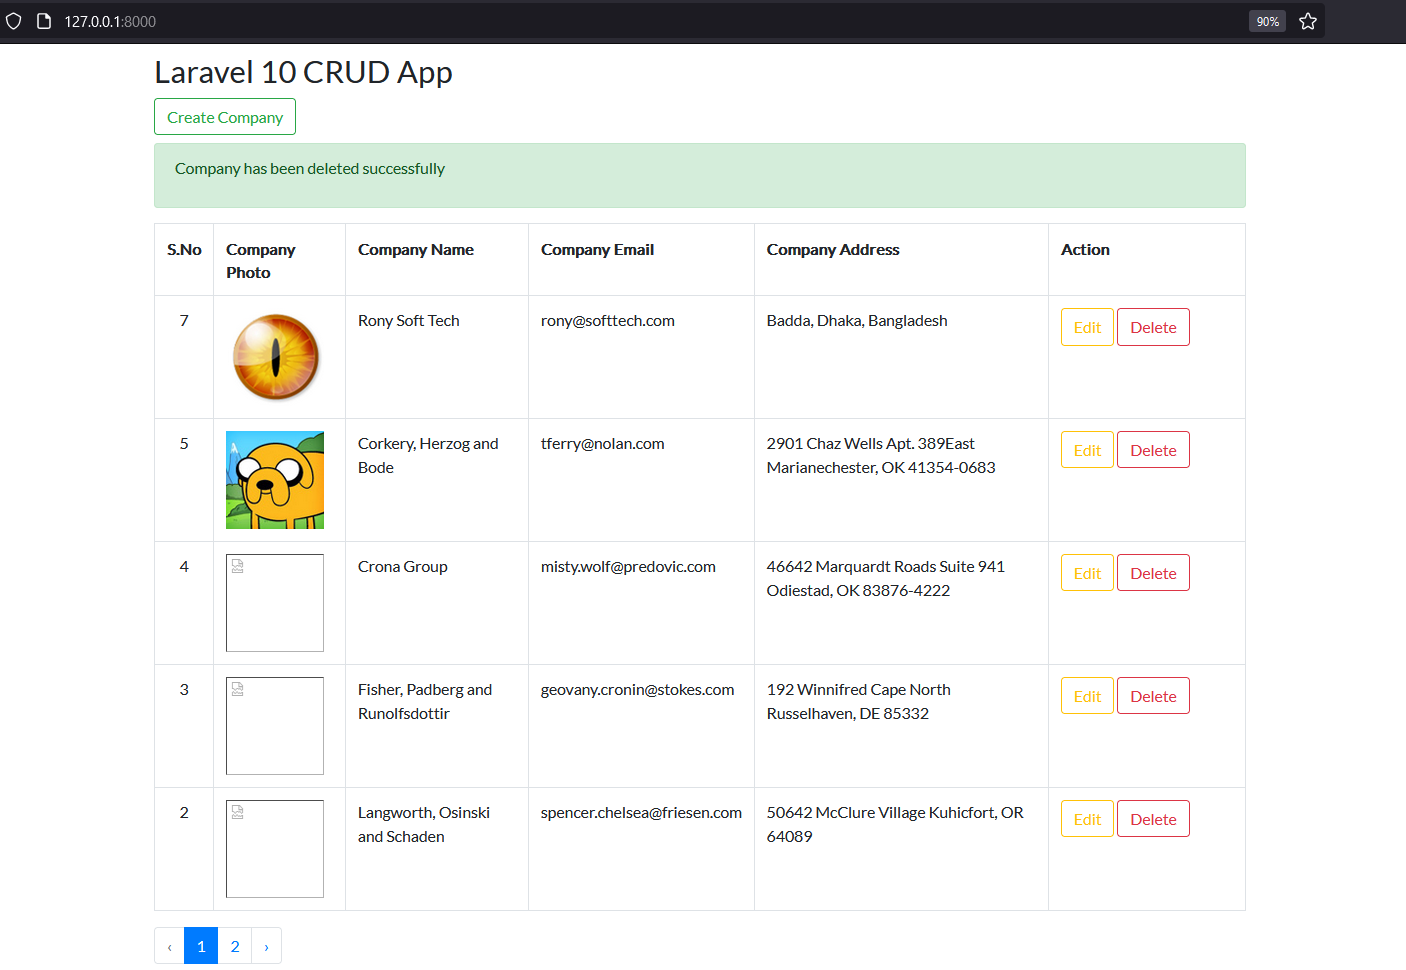 127.0.0.1:8000
90%
Laravel 10 CRUD App
Create Company
Company has been deleted successfully
S.No Company Photo Company Name Company Email Company Address Action
7 Rony Soft Tech rony@softtech.com Badda, Dhaka, Bangladesh Edit Delete
5 Corkery, Herzog and tferry@nolan.com 2901 Chaz Wells Apt. 389East Edit Delete
Bode Marianechester, OK 41354-0683
4 Crona Group misty.wolf@predovic.com 46642 Marquardt Roads Suite 941 Edit Delete
Odiestad, OK 83876-4222
3 Fisher, Padberg and geovany.cronin@stokes.com 192 Winnifred Cape North Edit Delete
Runolfsdottir Russelhaven, DE 85332
2 Langworth, Osinski spencer.chelsea@friesen.com 50642 McClure Village Kuhicfort, OR Edit Delete
and Schaden 64089
‹ 1 2 ›